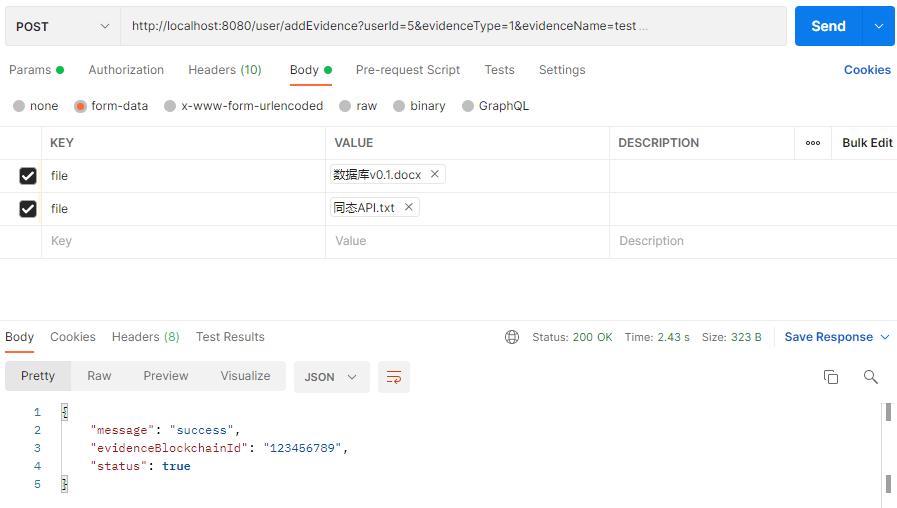 POST http://localhost:8080/user/addEvidence?userId=5&evidenceType=1&evidenceName=test ... Send
Params Authorization Headers (10) Body Pre-request Script Tests Settings Cookies
none form-data x-www-form-urlencoded raw binary GraphQL
KEY VALUE DESCRIPTION ooo Bulk Edit
file 数据库v0.1.docx ×
file 同态API.txt ×
Key Value Description
Body Cookies Headers (8) Test Results Status: 200 OK Time: 2.43 s Size: 323 B Save Response
Pretty Raw Preview Visualize JSON
1 {
2 "message": "success",
3 "evidenceBlockchainId": "123456789",
4 "status": true
5 }